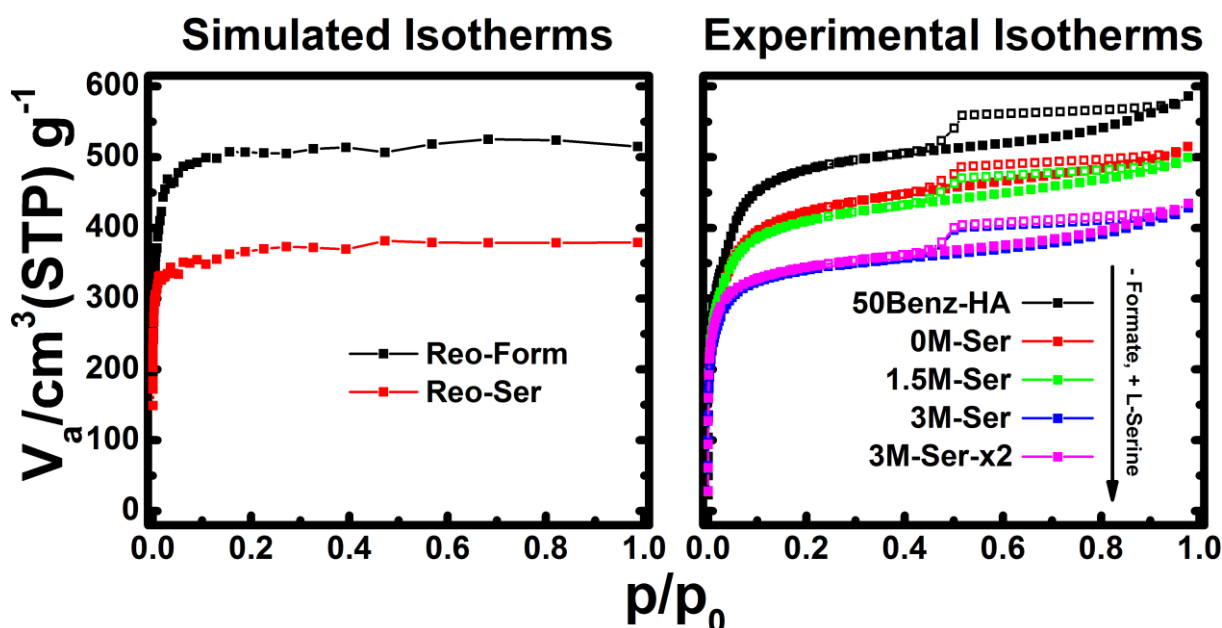 Simulated Isotherms
Experimental Isotherms
Va/cm³(STP) g⁻¹
600
500
400
300
200
100
0
Reo-Form
Reo-Ser
0.0 0.2 0.4 0.6 0.8 1.0
50Benz-HA
0M-Ser
1.5M-Ser
3M-Ser
3M-Ser-x2
- Formate, + L-Serine
0.0 0.2 0.4 0.6 0.8 1.0
p/p₀